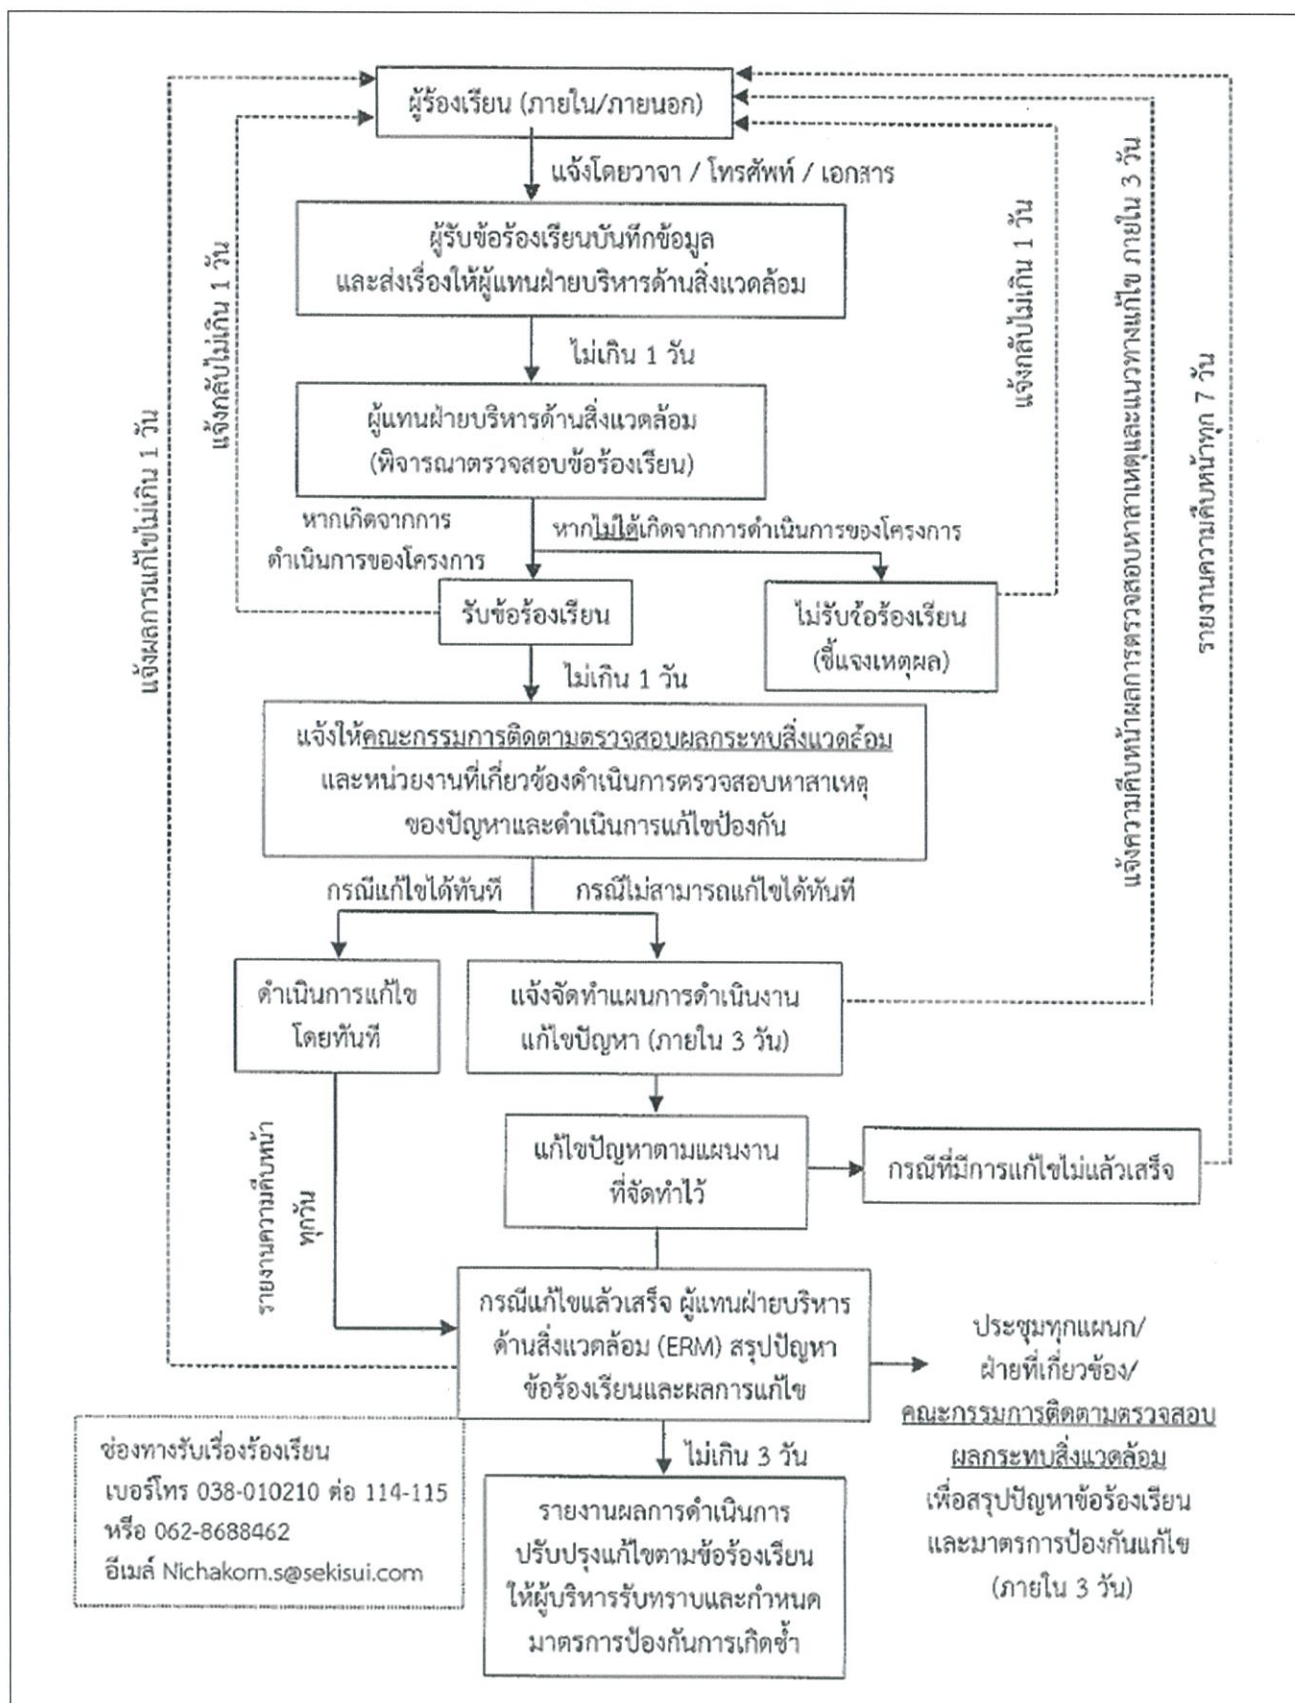 ผู้ร้องเรียน (ภายใน/ภายนอก)
แจ้งโดยวาจา / โทรศัพท์ / เอกสาร
ผู้รับข้อร้องเรียนบันทึกข้อมูล
และส่งเรื่องให้ผู้แทนฝ่ายบริหารด้านสิ่งแวดล้อม
ไม่เกิน 1 วัน
ผู้แทนฝ่ายบริหารด้านสิ่งแวดล้อม
(พิจารณาตรวจสอบข้อร้องเรียน)
หากเกิดจากการ
ดำเนินการของโครงการ
หากไม่ได้เกิดจากการดำเนินการของโครงการ
รับข้อร้องเรียน
ไม่รับข้อร้องเรียน
(ชี้แจงเหตุผล)
แจ้งกลับไม่เกิน 1 วัน
แจ้งกลับไม่เกิน 1 วัน
ไม่เกิน 1 วัน
แจ้งให้คณะกรรมการติดตามตรวจสอบผลกระทบสิ่งแวดล้อม
และหน่วยงานที่เกี่ยวข้องดำเนินการตรวจสอบหาสาเหตุ
ของปัญหาและดำเนินการแก้ไขป้องกัน
กรณีแก้ไขได้ทันที
กรณีไม่สามารถแก้ไขได้ทันที
ดำเนินการแก้ไข
โดยทันที
แจ้งจัดทำแผนการดำเนินงาน
แก้ไขปัญหา (ภายใน 3 วัน)
แจ้งความคืบหน้าผลการตรวจสอบหาสาเหตุและแนวทางแก้ไข ภายใน 3 วัน
แก้ไขปัญหาตามแผนงาน
ที่จัดทำไว้
กรณีที่มีการแก้ไขไม่แล้วเสร็จ
รายงานความคืบหน้าทุก 7 วัน
รายงานความคืบหน้า
ทุกวัน
กรณีแก้ไขแล้วเสร็จ ผู้แทนฝ่ายบริหาร
ด้านสิ่งแวดล้อม (ERM) สรุปปัญหา
ข้อร้องเรียนและผลการแก้ไข
แจ้งผลการแก้ไขไม่เกิน 1 วัน
ประชุมทุกแผนก/
ฝ่ายที่เกี่ยวข้อง/
คณะกรรมการติดตามตรวจสอบ
ผลกระทบสิ่งแวดล้อม
เพื่อสรุปปัญหาข้อร้องเรียน
และมาตรการป้องกันแก้ไข
(ภายใน 3 วัน)
ไม่เกิน 3 วัน
รายงานผลการดำเนินการ
ปรับปรุงแก้ไขตามข้อร้องเรียน
ให้ผู้บริหารรับทราบและกำหนด
มาตรการป้องกันการเกิดซ้ำ
ช่องทางรับเรื่องร้องเรียน
เบอร์โทร 038-010210 ต่อ 114-115
หรือ 062-8688462
อีเมล์ Nichakorn.s@sekisui.com